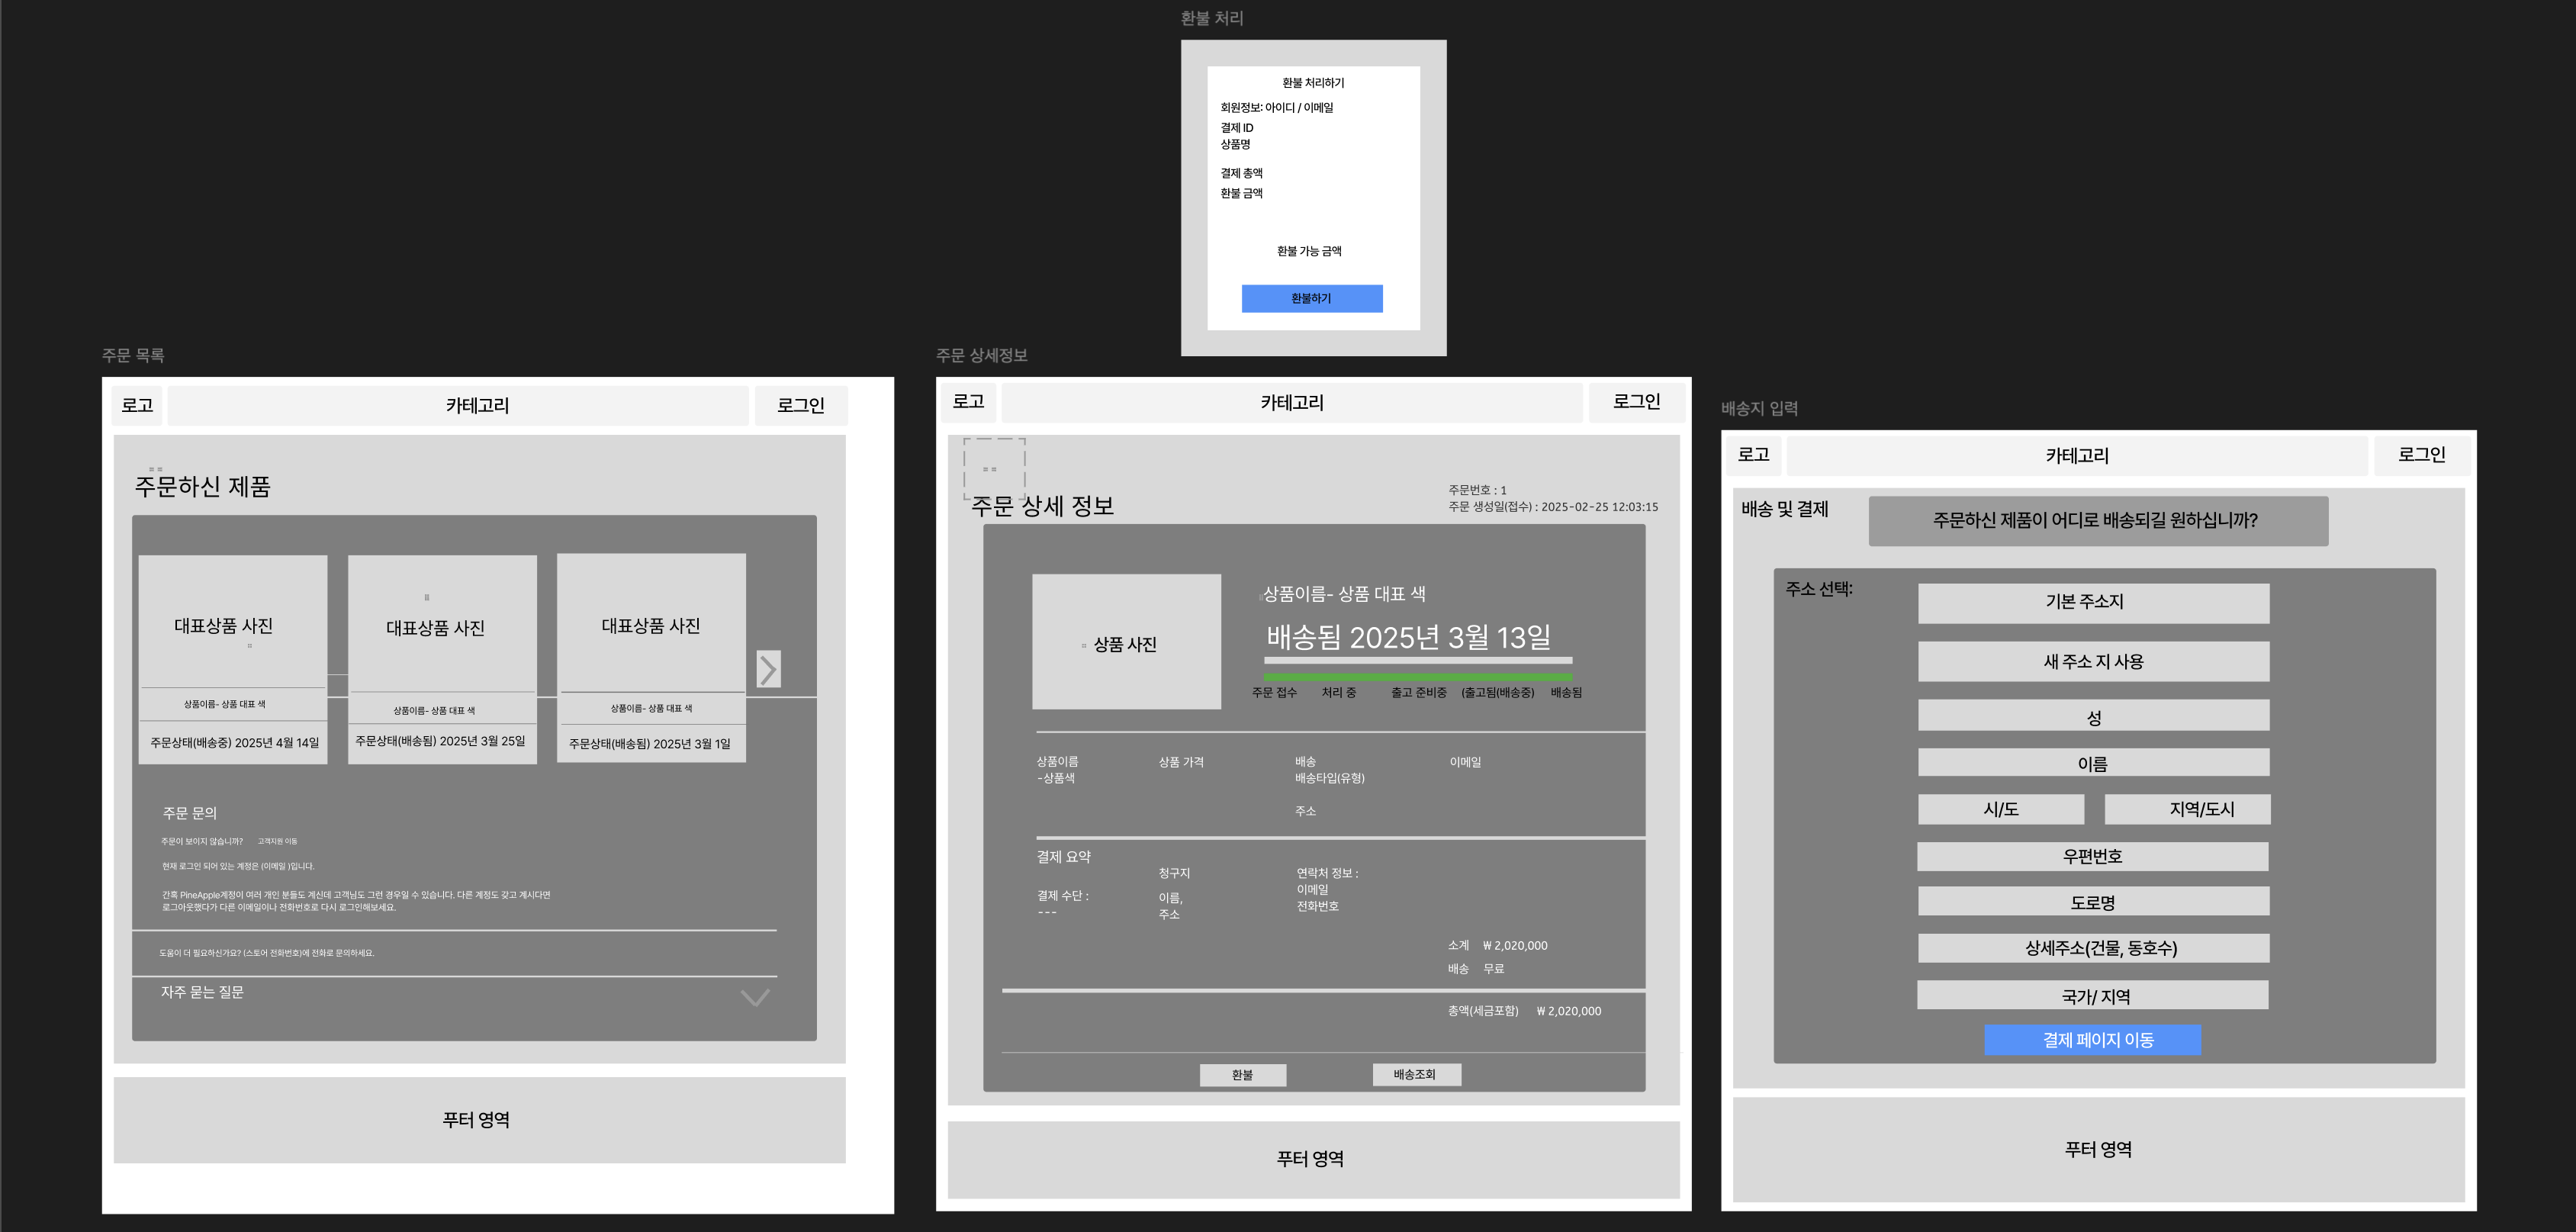 환불 처리
환불 처리하기
회원정보: 아이디 / 이메일
결제 ID
상품명
결제 총액
환불 금액
환불 가능 금액
환불하기
주문 목록
로고
카테고리
로그인
주문하신 제품
대표상품 사진
상품이름- 상품 대표 색
주문상태(배송중) 2025년 4월 14일
대표상품 사진
상품이름- 상품 대표 색
주문상태(배송됨) 2025년 3월 25일
대표상품 사진
상품이름- 상품 대표 색
주문상태(배송됨) 2025년 3월 1일
주문 문의
주문이 보이지 않습니까? 고객지원 이동
현재 로그인 되어 있는 계정은 (이메일 )입니다.
간혹 PineApple계정이 여러 개인 분들도 계신데 고객님도 그런 경우일 수 있습니다. 다른 계정도 갖고 계시다면
로그아웃했다가 다른 이메일이나 전화번호로 다시 로그인해보세요.
도움이 더 필요하신가요? (스토어 전화번호)에 전화로 문의하세요.
자주 묻는 질문
푸터 영역
주문 상세정보
로고
카테고리
로그인
주문 상세 정보
주문번호 : 1
주문 생성일(접수) : 2025-02-25 12:03:15
상품 사진
상품이름- 상품 대표 색
배송됨 2025년 3월 13일
주문 접수 처리 중 출고 준비중 (출고됨(배송중) 배송됨
상품이름
-상품색
상품 가격
배송
배송타입(유형)
주소
이메일
결제 요약
결제 수단 :
---
청구지
이름,
주소
연락처 정보 :
이메일
전화번호
소계 ₩ 2,020,000
배송 무료
총액(세금포함) ₩ 2,020,000
환불
배송조회
푸터 영역
배송지 입력
로고
카테고리
로그인
배송 및 결제
주문하신 제품이 어디로 배송되길 원하십니까?
주소 선택:
기본 주소지
새 주소 지 사용
성
이름
시/도
지역/도시
우편번호
도로명
상세주소(건물, 동호수)
국가/ 지역
결제 페이지 이동
푸터 영역